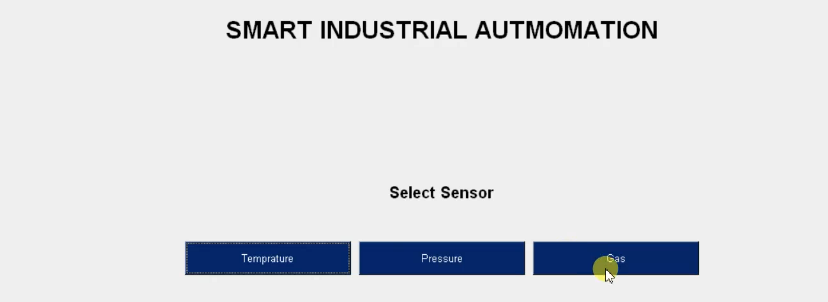 SMART INDUSTRIAL AUTMOMATION
Select Sensor
Temprature Pressure Gas